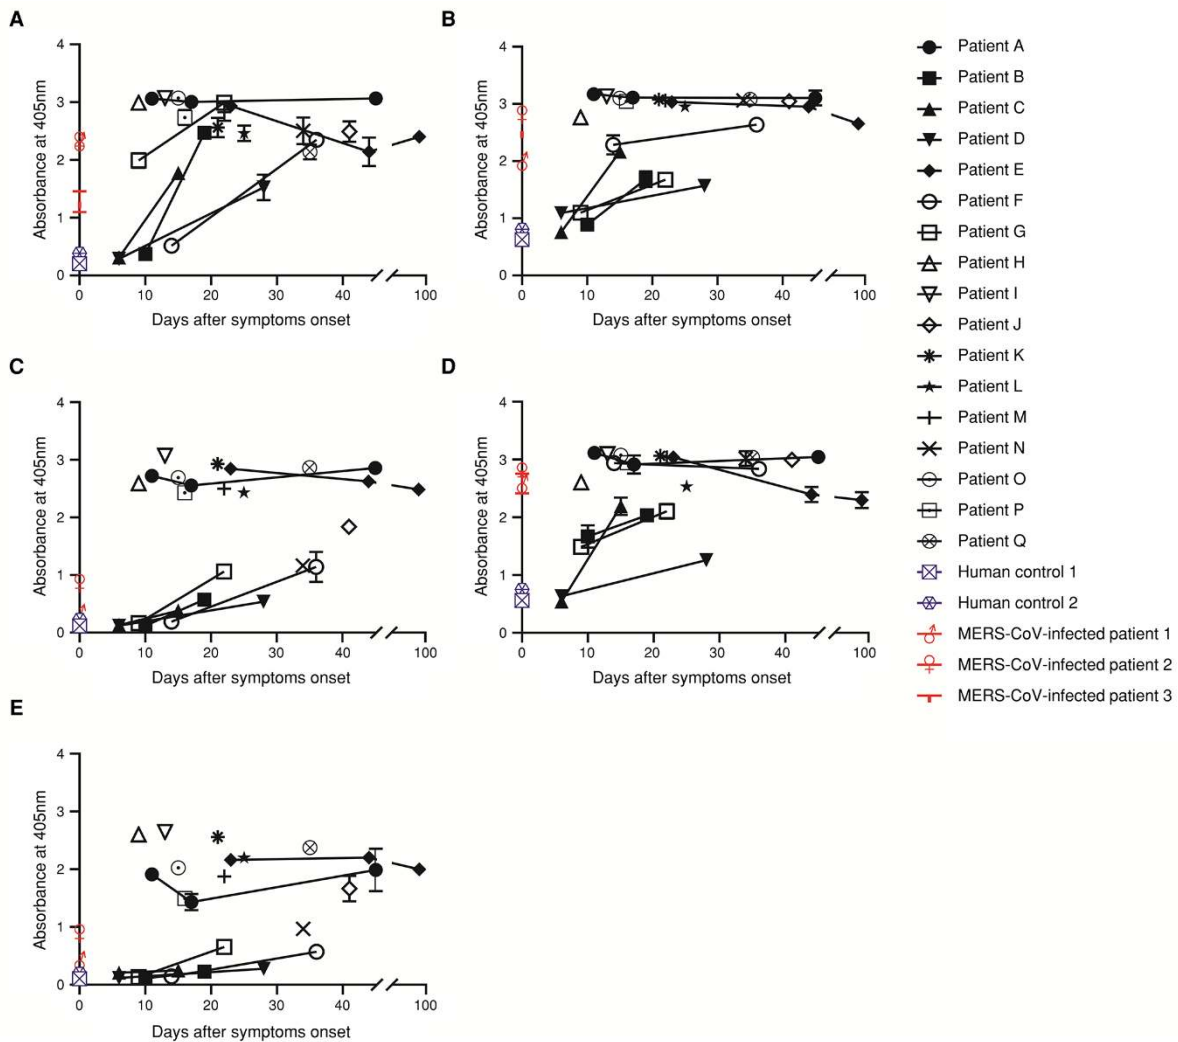 A
B
4
3
2
1
0
Absorbance at 405nm
0 10 20 30 40 100
Days after symptoms onset
4
3
2
1
0
Absorbance at 405nm
0 10 20 30 40 100
Days after symptoms onset
C
D
4
3
2
1
0
Absorbance at 405nm
0 10 20 30 40 100
Days after symptoms onset
4
3
2
1
0
Absorbance at 405nm
0 10 20 30 40 100
Days after symptoms onset
E
4
3
2
1
0
Absorbance at 405nm
0 10 20 30 40 100
Days after symptoms onset
Patient A
Patient B
Patient C
Patient D
Patient E
Patient F
Patient G
Patient H
Patient I
Patient J
Patient K
Patient L
Patient M
Patient N
Patient O
Patient P
Patient Q
Human control 1
Human control 2
MERS-CoV-infected patient 1
MERS-CoV-infected patient 2
MERS-CoV-infected patient 3